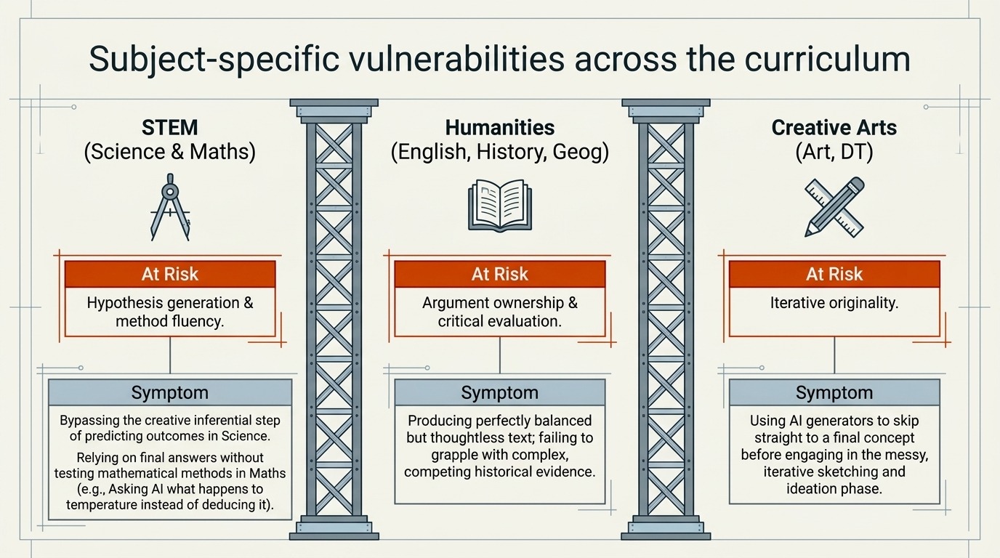 Subject-specific vulnerabilities across the curriculum
STEM
(Science & Maths)
At Risk
Hypothesis generation &
method fluency.
Symptom
Bypassing the creative inferential step
of predicting outcomes in Science.
Relying on final answers without
testing mathematical methods in Maths
(e.g., Asking AI what happens to
temperature instead of deducing it).
Humanities
(English, History, Geog)
At Risk
Argument ownership &
critical evaluation.
Symptom
Producing perfectly balanced
but thoughtless text; failing to
grapple with complex,
competing historical evidence.
Creative Arts
(Art, DT)
At Risk
Iterative originality.
Symptom
Using AI generators to skip
straight to a final concept
before engaging in the messy,
iterative sketching and
ideation phase.